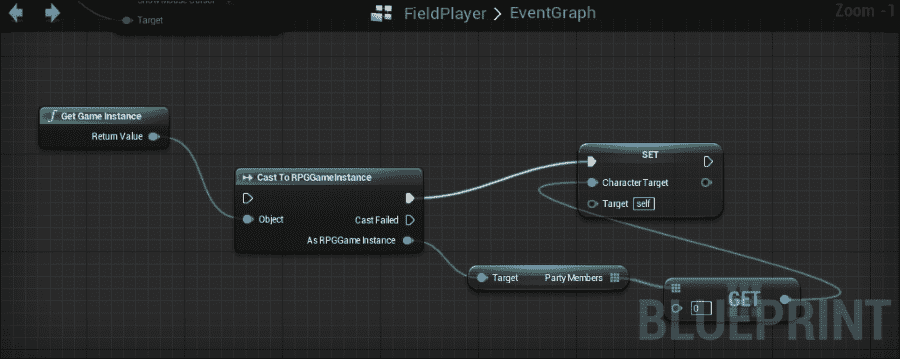 Show Mouse Cursor
Target
FieldPlayer > EventGraph
Zoom -1
Get Game Instance
Return Value
Cast To RPGGameInstance
Object
Cast Failed
As RPGGame Instance
SET
Character Target
Target self
Target Party Members
GET
0
BLUEPRINT